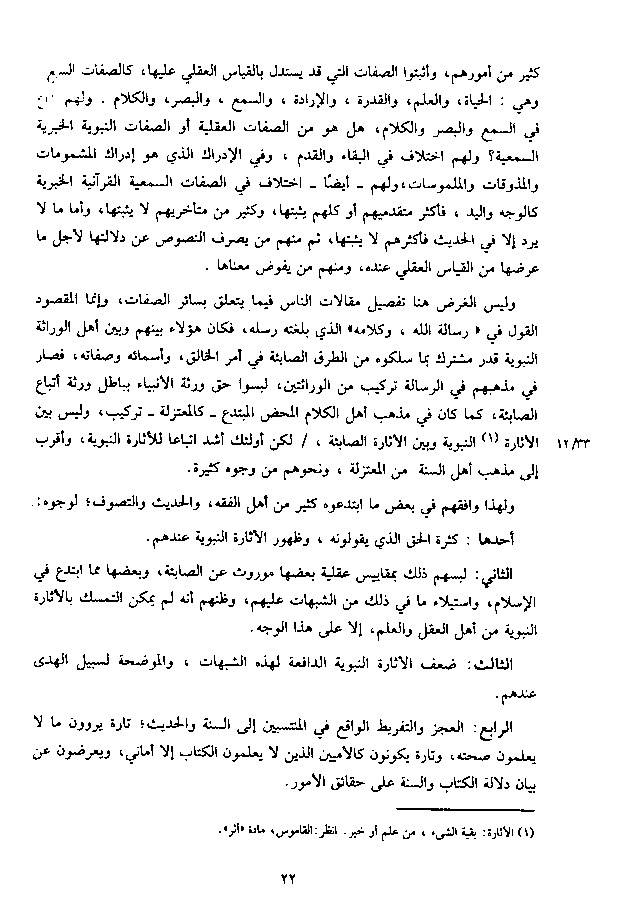 كثير من أمورهم، وأثبتوا الصفات التي قد يستدل بالقياس العقلي عليها، كالصفات السبع
وهي : الحياة، والعلم، والقدرة ، والإرادة ، والسمع ، والبصر، والكلام . ولهم
في السمع والبصر والكلام، هل هو من الصفات العقلية أو الصفات النبوية الخبرية
السمعية؟ ولهم اختلاف في البقاء والقدم ، وفي الإدراك الذي هو إدراك المشمومات
والمذوقات والملموسات، ولهم - أيضًا - اختلاف في الصفات السمعية القرآنية الخبرية
كالوجه واليد ، فأكثر متقدميهم أو كلهم يثبتها، وكثير من متأخريهم لا يثبتها، وأما ما لا
يرد إلا في الحديث فأكثرهم لا يثبتها، ثم منهم من يصرف النصوص عن دلالتها لأجل ما
عرضها من القياس العقلي عنده، ومنهم من يفوض معناها .
وليس الغرض هنا تفصيل مقالات الناس فيما يتعلق بسائر الصفات، وإنما المقصود
القول في « رسالة الله ، وكلامه» الذي بلغته رسله، فكان هؤلاء بينهم وبين أهل الوراثة
النبوية قدر مشترك بما سلكوه من الطرق الصابئة في أمر الخالق، وأسمائه وصفاته، فصار
في مذهبهم في الرسالة تركيب من الوراثتين، لبسوا حق ورثة الأنبياء بباطل ورثة أتباع
الصابئة، كما كان في مذهب أهل الكلام المحض المبتدع - كالمعتزلة - تركيب، وليس بين
الأثارة (١) النبوية وبين الأثارة الصابئة ، / لكن أولئك أشد اتباعا للأثارة النبوية، وأقرب ١٢/٣٣
إلى مذهب أهل السنة من المعتزلة ، ونحوهم من وجوه كثيرة.
ولهذا وافقهم في بعض ما ابتدعوه كثير من أهل الفقه، والحديث والتصوف؛ لوجوه:
أحدها : كثرة الحق الذي يقولونه ، وظهور الأثارة النبوية عندهم.
الثاني: لبسهم ذلك بمقاييس عقلية بعضها موروث عن الصابئة، وبعضها مما ابتدع في
الإسلام، واستيلاء ما في ذلك من الشبهات عليهم، وظنهم أنه لم يمكن التمسك بالأثارة
النبوية من أهل العقل والعلم، إلا على هذا الوجه.
الثالث: ضعف الأثارة النبوية الدافعة لهذه الشبهات ، والموضحة لسبيل الهدى
عندهم.
الرابع: العجز والتفريط الواقع في المنتسبين إلى السنة والحديث؛ تارة يروون ما لا
يعلمون صحته، وتارة يكونون كالأميين الذين لا يعلمون الكتاب إلا أماني، ويعرضون عن
بيان دلالة الكتاب والسنة على حقائق الأمور.
(١) الأثارة: بقية الشيء ، من علم أو خبر. انظر:القاموس، مادة «أثر».
٢٢